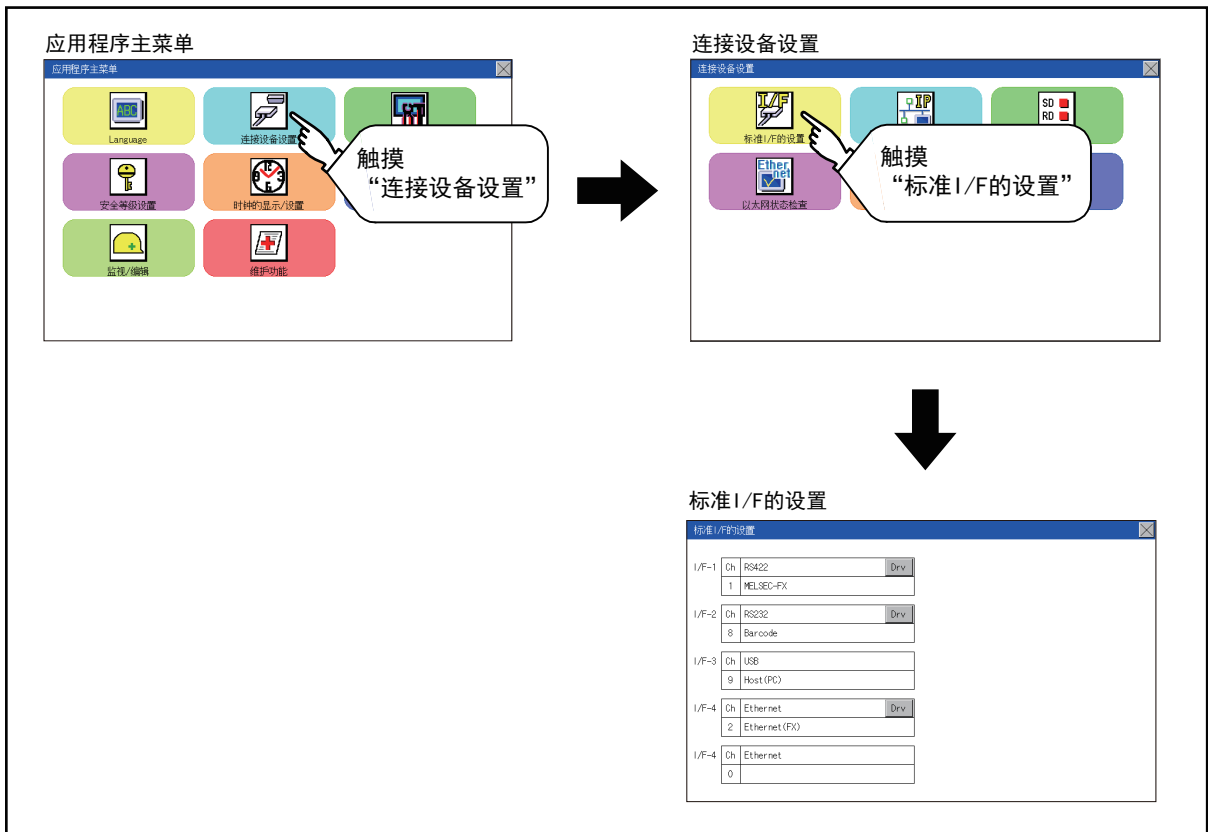 应用程序主菜单
应用程序主菜单
Language
连接设备设置
安全等级设置
时钟的显示/设置
监视/编辑
维护功能
触摸
“连接设备设置”
连接设备设置
连接设备设置
I/F
标准I/F的设置
IP
SD
RD
Ether
net
以太网状态检查
触摸
“标准I/F的设置”
标准I/F的设置
标准I/F的设置
I/F-1 Ch RS422 Drv
1 MELSEC-FX
I/F-2 Ch RS232 Drv
8 Barcode
I/F-3 Ch USB
9 Host(PC)
I/F-4 Ch Ethernet Drv
2 Ethernet(FX)
I/F-4 Ch Ethernet
0